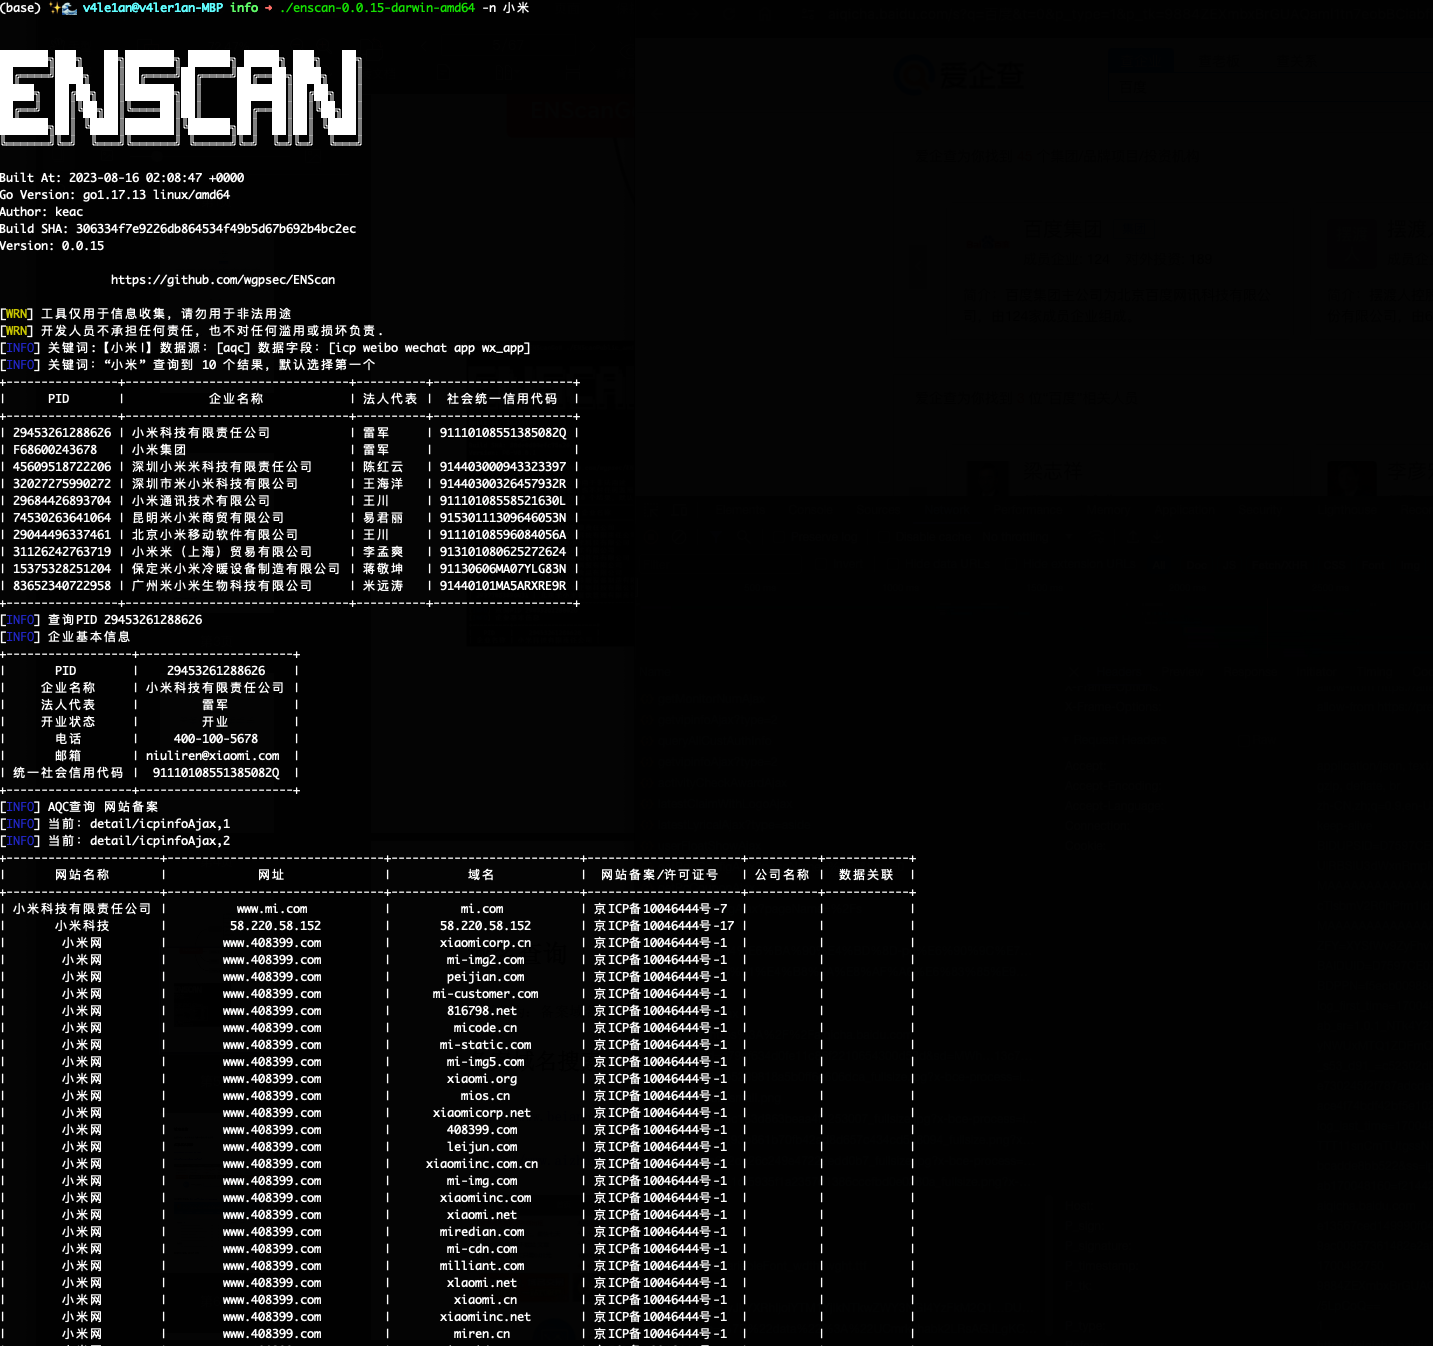 (base) ✨🌊 v4le1an@v4ler1an-MBP info → ./enscan-0.0.15-darwin-amd64 -n 小米
ENSCAN
Built At: 2023-08-16 02:08:47 +0000
Go Version: go1.17.13 linux/amd64
Author: keac
Build SHA: 306334f7e9226db864534f49b5d67b692b4bc2ec
Version: 0.0.15
https://github.com/wgpsec/ENScan
[WRN] 工具仅用于信息收集，请勿用于非法用途
[WRN] 开发人员不承担任何责任，也不对任何滥用或损坏负责.
[INFO] 关键词:【小米|】数据源：[aqc] 数据字段：[icp weibo wechat app wx_app]
[INFO] 关键词：“小米”查询到 10 个结果，默认选择第一个
| PID | 企业名称 | 法人代表 | 社会统一信用代码 |
| 29453261288626 | 小米科技有限责任公司 | 雷军 | 91110108551385082Q |
| F68600243678 | 小米集团 | 雷军 | |
| 45609518722206 | 深圳小米米科技有限责任公司 | 陈红云 | 914403000943323397 |
| 32027275990272 | 深圳市米小米科技有限公司 | 王海洋 | 91440300326457932R |
| 29684426893704 | 小米通讯技术有限公司 | 王川 | 91110108558521630L |
| 74530263641064 | 昆明米小米商贸有限公司 | 易君丽 | 91530111309646053N |
| 29044496337461 | 北京小米移动软件有限公司 | 王川 | 91110108596084056A |
| 31126242763719 | 小米米（上海）贸易有限公司 | 李孟爽 | 913101080625272624 |
| 15375328251204 | 保定米小米冷暖设备制造有限公司 | 蒋敬坤 | 91130606MA07YLG83N |
| 83652340722958 | 广州米小米生物科技有限公司 | 米远涛 | 91440101MA5ARXRE9R |
[INFO] 查询PID 29453261288626
[INFO] 企业基本信息
| PID | 29453261288626 |
| 企业名称 | 小米科技有限责任公司 |
| 法人代表 | 雷军 |
| 开业状态 | 开业 |
| 电话 | 400-100-5678 |
| 邮箱 | niuliren@xiaomi.com |
| 统一社会信用代码 | 91110108551385082Q |
[INFO] AQC查询 网站备案
[INFO] 当前：detail/icpinfoAjax,1
[INFO] 当前：detail/icpinfoAjax,2
| 网站名称 | 网址 | 域名 | 网站备案/许可证号 | 公司名称 | 数据关联 |
| 小米科技有限责任公司 | www.mi.com | mi.com | 京ICP备10046444号-7 | | |
| 小米科技 | 58.220.58.152 | 58.220.58.152 | 京ICP备10046444号-17 | | |
| 小米网 | www.408399.com | xiaomicorp.cn | 京ICP备10046444号-1 | | |
| 小米网 | www.408399.com | mi-img2.com | 京ICP备10046444号-1 | | |
| 小米网 | www.408399.com | peijian.com | 京ICP备10046444号-1 | | |
| 小米网 | www.408399.com | mi-customer.com | 京ICP备10046444号-1 | | |
| 小米网 | www.408399.com | 816798.net | 京ICP备10046444号-1 | | |
| 小米网 | www.408399.com | micode.cn | 京ICP备10046444号-1 | | |
| 小米网 | www.408399.com | mi-static.com | 京ICP备10046444号-1 | | |
| 小米网 | www.408399.com | mi-img5.com | 京ICP备10046444号-1 | | |
| 小米网 | www.408399.com | xiaomi.org | 京ICP备10046444号-1 | | |
| 小米网 | www.408399.com | mios.cn | 京ICP备10046444号-1 | | |
| 小米网 | www.408399.com | xiaomicorp.net | 京ICP备10046444号-1 | | |
| 小米网 | www.408399.com | 408399.com | 京ICP备10046444号-1 | | |
| 小米网 | www.408399.com | leijun.com | 京ICP备10046444号-1 | | |
| 小米网 | www.408399.com | xiaomiinc.com.cn | 京ICP备10046444号-1 | | |
| 小米网 | www.408399.com | mi-img.com | 京ICP备10046444号-1 | | |
| 小米网 | www.408399.com | xiaomiinc.com | 京ICP备10046444号-1 | | |
| 小米网 | www.408399.com | xiaomi.net | 京ICP备10046444号-1 | | |
| 小米网 | www.408399.com | miredian.com | 京ICP备10046444号-1 | | |
| 小米网 | www.408399.com | mi-cdn.com | 京ICP备10046444号-1 | | |
| 小米网 | www.408399.com | milliant.com | 京ICP备10046444号-1 | | |
| 小米网 | www.408399.com | xlaomi.net | 京ICP备10046444号-1 | | |
| 小米网 | www.408399.com | xiaomi.cn | 京ICP备10046444号-1 | | |
| 小米网 | www.408399.com | xiaomiinc.net | 京ICP备10046444号-1 | | |
| 小米网 | www.408399.com | miren.cn | 京ICP备10046444号-1 | | |